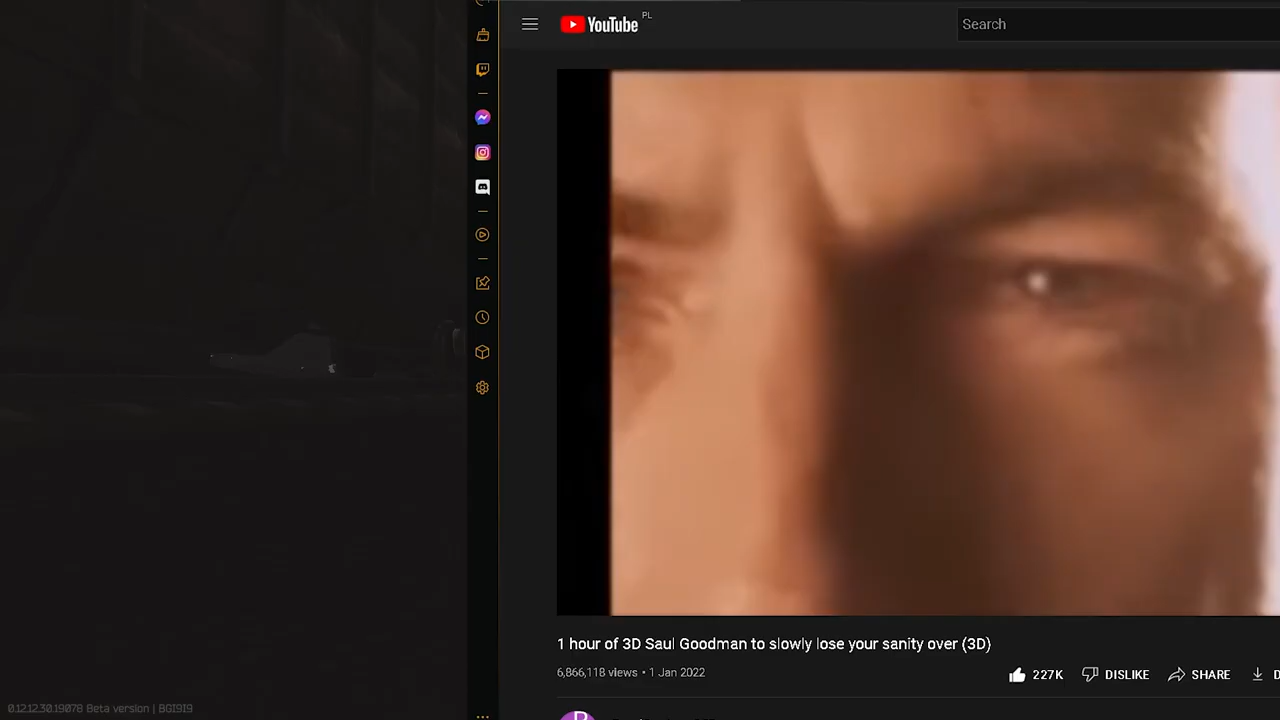 YouTube PL
Search
1 hour of 3D Saul Goodman to slowly lose your sanity over (3D)
6,866,118 views • 1 Jan 2022
227K
DISLIKE
SHARE
0.12.12.30.19078 Beta version | BGI919